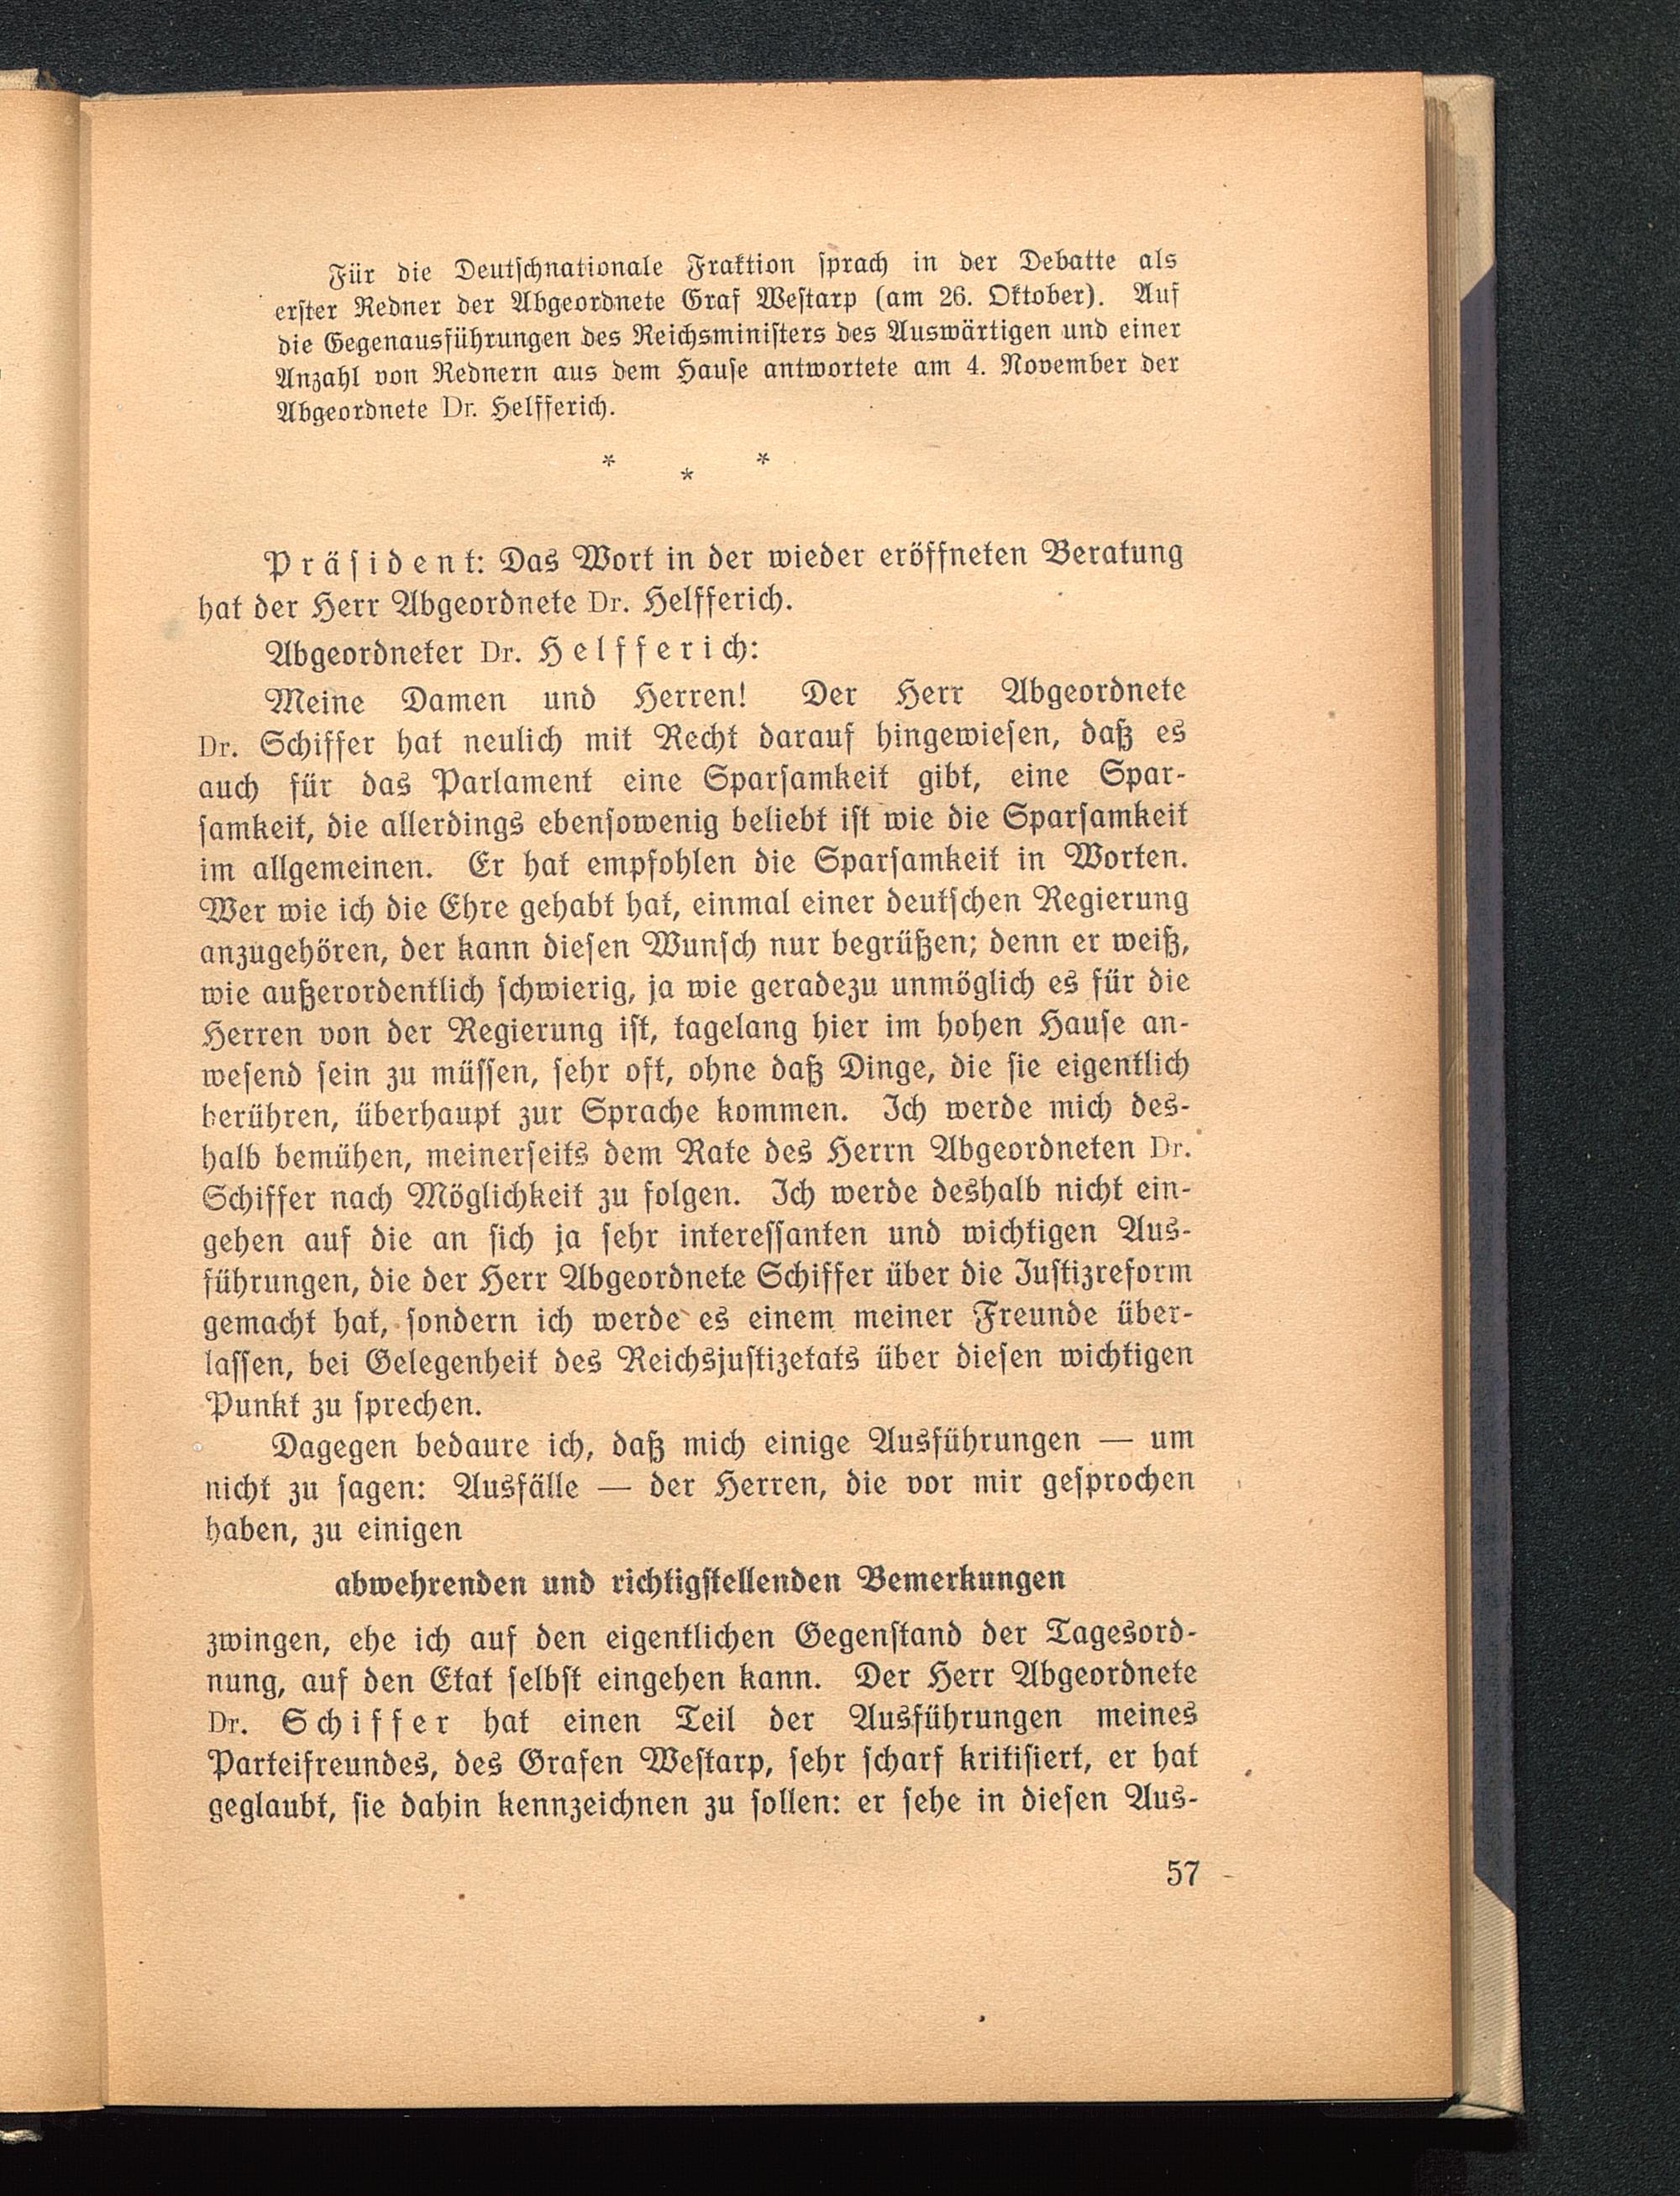 Für die Deutschnationale Fraktion sprach in der Debatte als
erster Redner der Abgeordnete Graf Westarp (am 26. Oktober). Auf
die Gegenausführungen des Reichsministers des Auswärtigen und einer
Anzahl von Rednern aus dem Hause antwortete am 4. November der
Abgeordnete Dr. Helfferich.
* * *
Präsident: Das Wort in der wieder eröffneten Beratung
hat der Herr Abgeordnete Dr. Helfferich.
Abgeordneter Dr. Helfferich:
Meine Damen und Herren! Der Herr Abgeordnete
Dr. Schiffer hat neulich mit Recht darauf hingewiesen, daß es
auch für das Parlament eine Sparsamkeit gibt, eine Spar-
samkeit, die allerdings ebensowenig beliebt ist wie die Sparsamkeit
im allgemeinen. Er hat empfohlen die Sparsamkeit in Worten.
Wer wie ich die Ehre gehabt hat, einmal einer deutschen Regierung
anzugehören, der kann diesen Wunsch nur begrüßen; denn er weiß,
wie außerordentlich schwierig, ja wie geradezu unmöglich es für die
Herren von der Regierung ist, tagelang hier im hohen Hause an-
wesend sein zu müssen, sehr oft, ohne daß Dinge, die sie eigentlich
berühren, überhaupt zur Sprache kommen. Ich werde mich des-
halb bemühen, meinerseits dem Rate des Herrn Abgeordneten Dr.
Schiffer nach Möglichkeit zu folgen. Ich werde deshalb nicht ein-
gehen auf die an sich ja sehr interessanten und wichtigen Aus-
führungen, die der Herr Abgeordnete Schiffer über die Justizreform
gemacht hat, sondern ich werde es einem meiner Freunde über-
lassen, bei Gelegenheit des Reichsjustizetats über diesen wichtigen
Punkt zu sprechen.
Dagegen bedaure ich, daß mich einige Ausführungen — um
nicht zu sagen: Ausfälle — der Herren, die vor mir gesprochen
haben, zu einigen
abwehrenden und richtigstellenden Bemerkungen
zwingen, ehe ich auf den eigentlichen Gegenstand der Tagesord-
nung, auf den Etat selbst eingehen kann. Der Herr Abgeordnete
Dr. Schiffer hat einen Teil der Ausführungen meines
Parteifreundes, des Grafen Westarp, sehr scharf kritisiert, er hat
geglaubt, sie dahin kennzeichnen zu sollen: er sehe in diesen Aus-
57